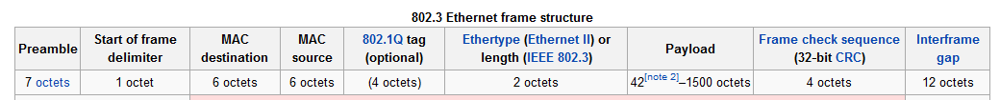 802.3 Ethernet frame structure
Preamble
Start of frame
delimiter
MAC
destination
MAC
source
802.1Q tag
(optional)
Ethertype (Ethernet II) or
length (IEEE 802.3)
Payload
Frame check sequence
(32-bit CRC)
Interframe
gap
7 octets
1 octet
6 octets
6 octets
(4 octets)
2 octets
42[note 2]–1500 octets
4 octets
12 octets